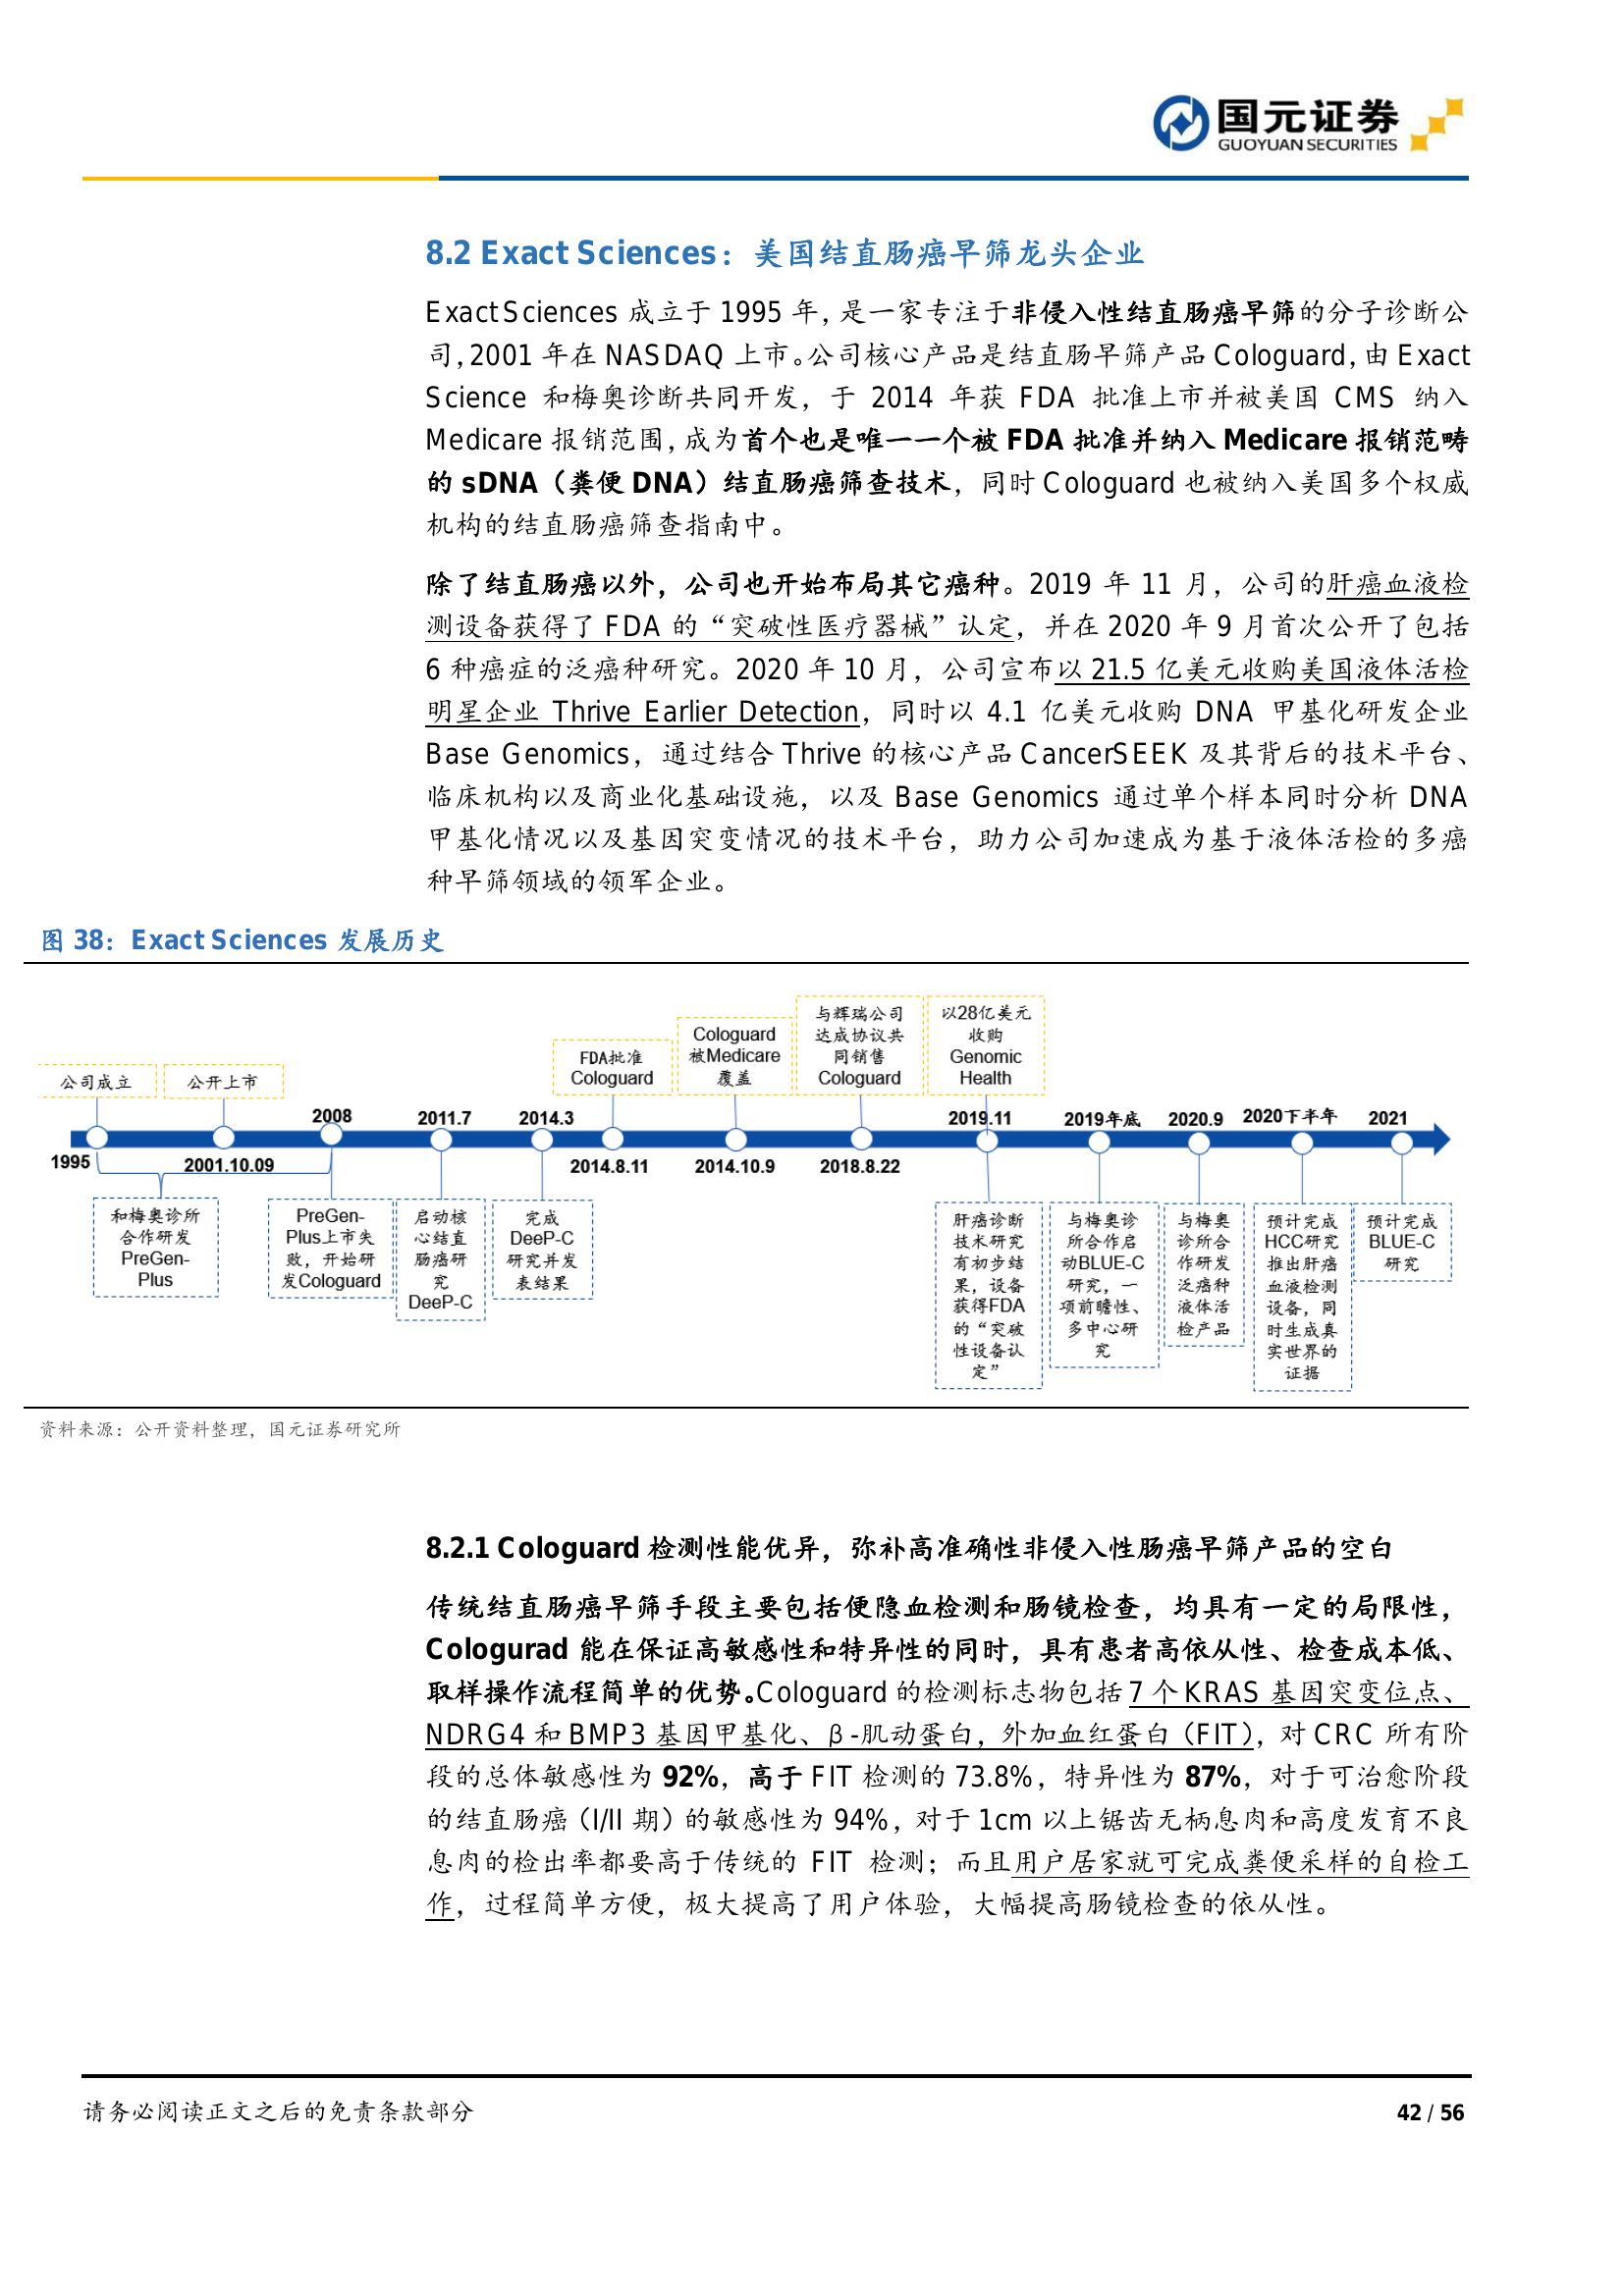 国元证券
GUOYUAN SECURITIES
8.2 Exact Sciences：美国结直肠癌早筛龙头企业
Exact Sciences 成立于 1995 年，是一家专注于非侵入性结直肠癌早筛的分子诊断公
司，2001 年在 NASDAQ 上市。公司核心产品是结直肠早筛产品 Cologuard，由 Exact
Science 和梅奥诊断共同开发，于 2014 年获 FDA 批准上市并被美国 CMS 纳入
Medicare 报销范围，成为首个也是唯一一个被 FDA 批准并纳入 Medicare 报销范畴
的 sDNA（粪便 DNA）结直肠癌筛查技术，同时 Cologuard 也被纳入美国多个权威
机构的结直肠癌筛查指南中。
除了结直肠癌以外，公司也开始布局其它癌种。2019 年 11 月，公司的肝癌血液检
测设备获得了 FDA 的“突破性医疗器械”认定，并在 2020 年 9 月首次公开了包括
6 种癌症的泛癌种研究。2020 年 10 月，公司宣布以 21.5 亿美元收购美国液体活检
明星企业 Thrive Earlier Detection，同时以 4.1 亿美元收购 DNA 甲基化研发企业
Base Genomics，通过结合 Thrive 的核心产品 CancerSEEK 及其背后的技术平台、
临床机构以及商业化基础设施，以及 Base Genomics 通过单个样本同时分析 DNA
甲基化情况以及基因突变情况的技术平台，助力公司加速成为基于液体活检的多癌
种早筛领域的领军企业。
图 38：Exact Sciences 发展历史
公司成立
公开上市
FDA批准
Cologuard
Cologuard
被Medicare
覆盖
与辉瑞公司
达成协议共
同销售
Cologuard
以28亿美元
收购
Genomic
Health
1995
2001.10.09
2008
2011.7
2014.3
2014.8.11
2014.10.9
2018.8.22
2019.11
2019年底
2020.9
2020下半年
2021
和梅奥诊所
合作研发
PreGen-
Plus
PreGen-
Plus上市失
败，开始研
发Cologuard
启动核
心结直
肠癌研
究
DeeP-C
完成
DeeP-C
研究并发
表结果
肝癌诊断
技术研究
有初步结
果，设备
获得FDA
的“突破
性设备认
定”
与梅奥诊
所合作启
动BLUE-C
研究，一
项前瞻性、
多中心研
究
与梅奥
诊所合
作研发
泛癌种
液体活
检产品
预计完成
HCC研究
推出肝癌
血液检测
设备，同
时生成真
实世界的
证据
预计完成
BLUE-C
研究
资料来源：公开资料整理，国元证券研究所
8.2.1 Cologuard 检测性能优异，弥补高准确性非侵入性肠癌早筛产品的空白
传统结直肠癌早筛手段主要包括便隐血检测和肠镜检查，均具有一定的局限性，
Cologurad 能在保证高敏感性和特异性的同时，具有患者高依从性、检查成本低、
取样操作流程简单的优势。Cologuard 的检测标志物包括 7 个 KRAS 基因突变位点、
NDRG4 和 BMP3 基因甲基化、β-肌动蛋白，外加血红蛋白（FIT），对 CRC 所有阶
段的总体敏感性为 92%，高于 FIT 检测的 73.8%，特异性为 87%，对于可治愈阶段
的结直肠癌（I/II 期）的敏感性为 94%，对于 1cm 以上锯齿无柄息肉和高度发育不良
息肉的检出率都要高于传统的 FIT 检测；而且用户居家就可完成粪便采样的自检工
作，过程简单方便，极大提高了用户体验，大幅提高肠镜检查的依从性。
请务必阅读正文之后的免责条款部分
42 / 56